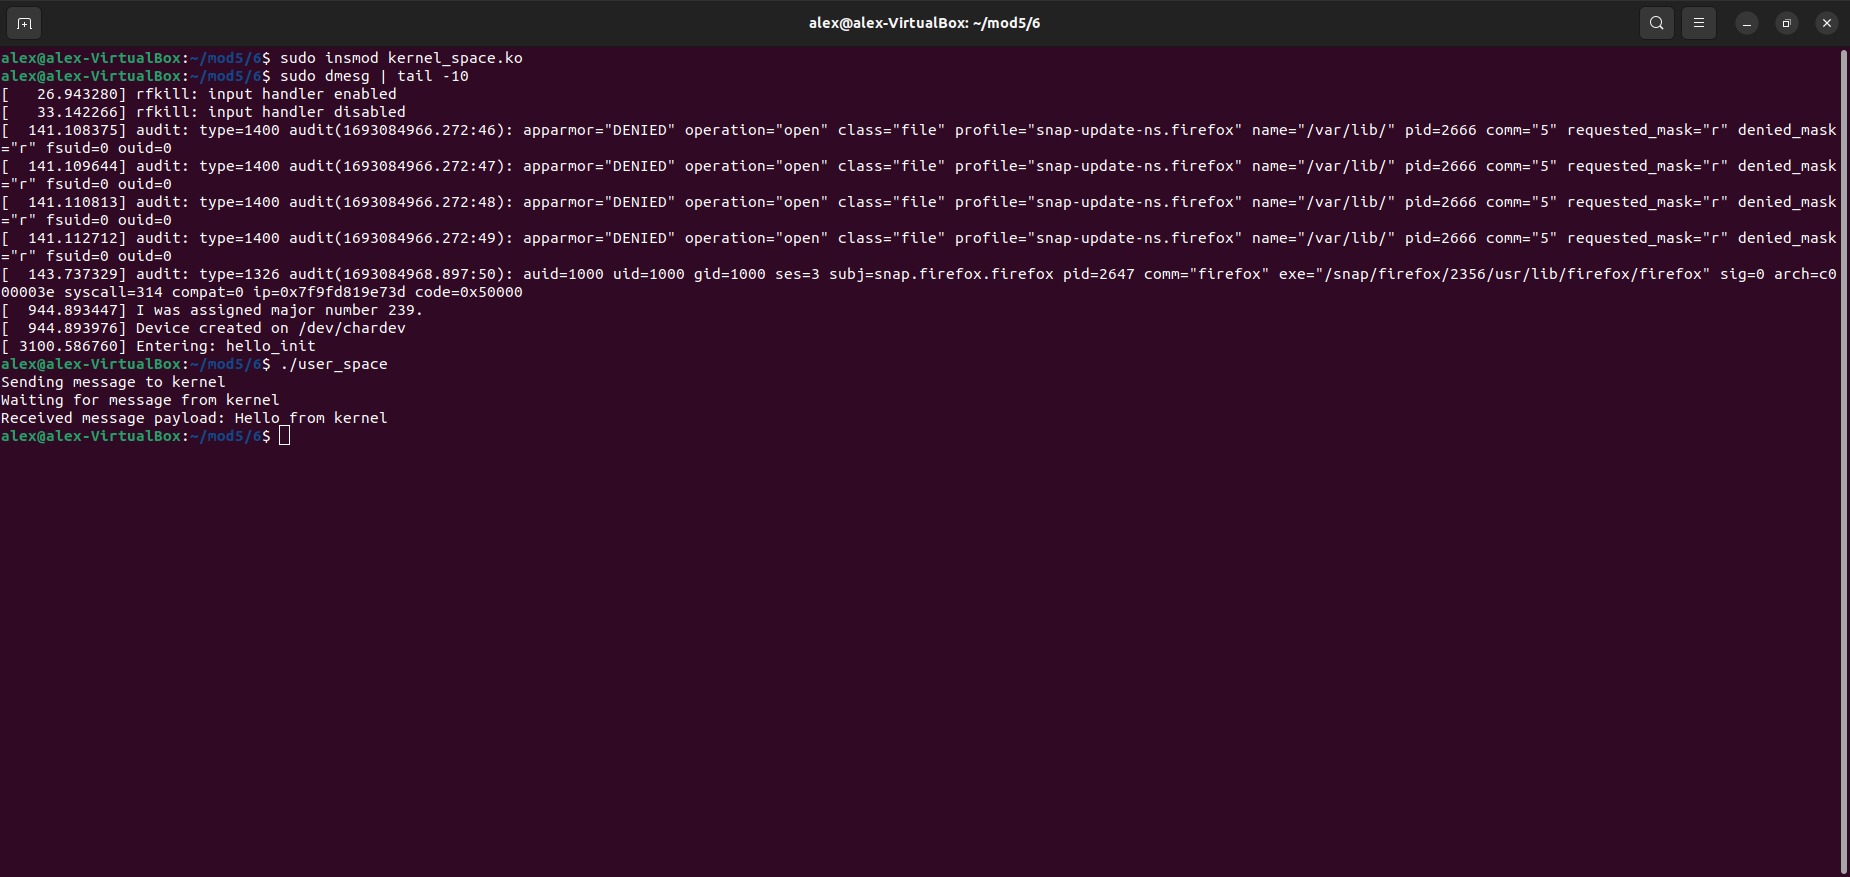 alex@alex-VirtualBox: ~/mod5/6
alex@alex-VirtualBox:~/mod5/6$ sudo insmod kernel_space.ko
alex@alex-VirtualBox:~/mod5/6$ sudo dmesg | tail -10
[   26.943280] rfkill: input handler enabled
[   33.142266] rfkill: input handler disabled
[  141.108375] audit: type=1400 audit(1693084966.272:46): apparmor="DENIED" operation="open" class="file" profile="snap-update-ns.firefox" name="/var/lib/" pid=2666 comm="5" requested_mask="r" denied_mask
="r" fsuid=0 ouid=0
[  141.109644] audit: type=1400 audit(1693084966.272:47): apparmor="DENIED" operation="open" class="file" profile="snap-update-ns.firefox" name="/var/lib/" pid=2666 comm="5" requested_mask="r" denied_mask
="r" fsuid=0 ouid=0
[  141.110813] audit: type=1400 audit(1693084966.272:48): apparmor="DENIED" operation="open" class="file" profile="snap-update-ns.firefox" name="/var/lib/" pid=2666 comm="5" requested_mask="r" denied_mask
="r" fsuid=0 ouid=0
[  141.112712] audit: type=1400 audit(1693084966.272:49): apparmor="DENIED" operation="open" class="file" profile="snap-update-ns.firefox" name="/var/lib/" pid=2666 comm="5" requested_mask="r" denied_mask
="r" fsuid=0 ouid=0
[  143.737329] audit: type=1326 audit(1693084968.897:50): auid=1000 uid=1000 gid=1000 ses=3 subj=snap.firefox.firefox pid=2647 comm="firefox" exe="/snap/firefox/2356/usr/lib/firefox/firefox" sig=0 arch=c0
00003e syscall=314 compat=0 ip=0x7f9fd819e73d code=0x50000
[  944.893447] I was assigned major number 239.
[  944.893976] Device created on /dev/chardev
[ 3100.586760] Entering: hello_init
alex@alex-VirtualBox:~/mod5/6$ ./user_space
Sending message to kernel
Waiting for message from kernel
Received message payload: Hello from kernel
alex@alex-VirtualBox:~/mod5/6$